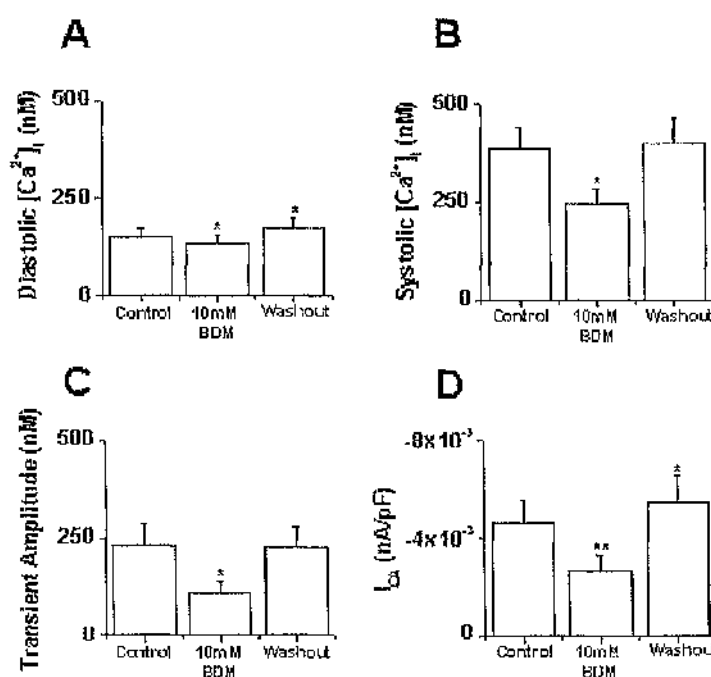 A
Diastolic [Ca²⁺]ᵢ (nM)
500
250
0
*
*
Control
10mM
BDM
Washout
B
Systolic [Ca²⁺]ᵢ (nM)
500
250
0
*
Control
10mM
BDM
Washout
C
Transient Amplitude (nM)
500
250
0
*
Control
10mM
BDM
Washout
D
(nA/pF)
-8x10⁻³
-4x10⁻³
0
**
*
Control
10mM
BDM
Washout